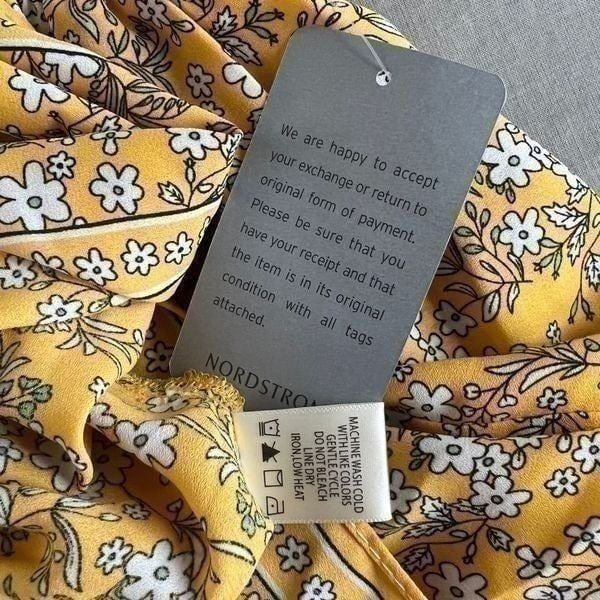 We are happy to accept
your exchange or return to
original form of payment.
Please be sure that you
have your receipt and that
the item is in its original
condition with all tags
attached.
NORDSTRO
MACHINE WASH COLD
WITH LIKE COLORS
GENTLE CYCLE
DO NOT BLEACH
LINE DRY
IRON LOW HEAT